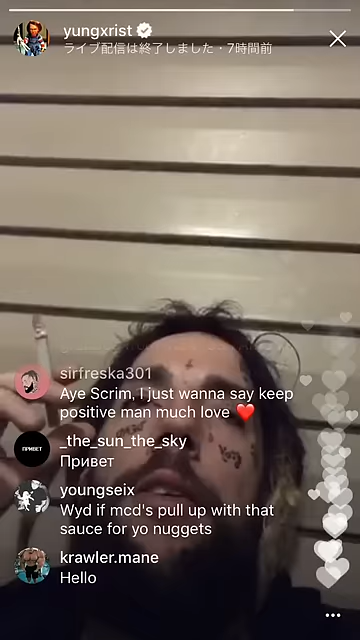 yungxrist
ライブ配信は終了しました・7時間前
sirfreska301
Aye Scrim, I just wanna say keep
positive man much love ❤️
ПРИВЕТ
_the_sun_the_sky
Привет
youngseix
Wyd if mcd's pull up with that
sauce for yo nuggets
krawler.mane
Hello